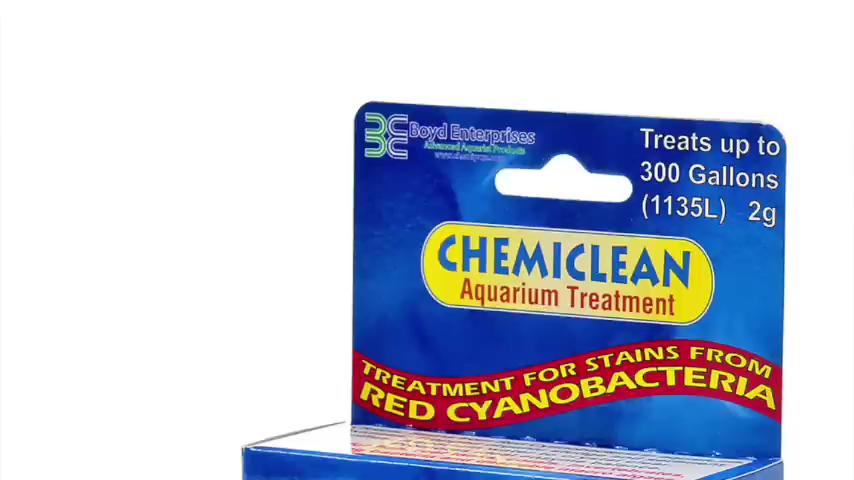 Boyd Enterprises
Advanced Aquarist Products
Treats up to
300 Gallons
(1135L) 2g
CHEMICLEAN
Aquarium Treatment
TREATMENT FOR STAINS FROM
RED CYANOBACTERIA